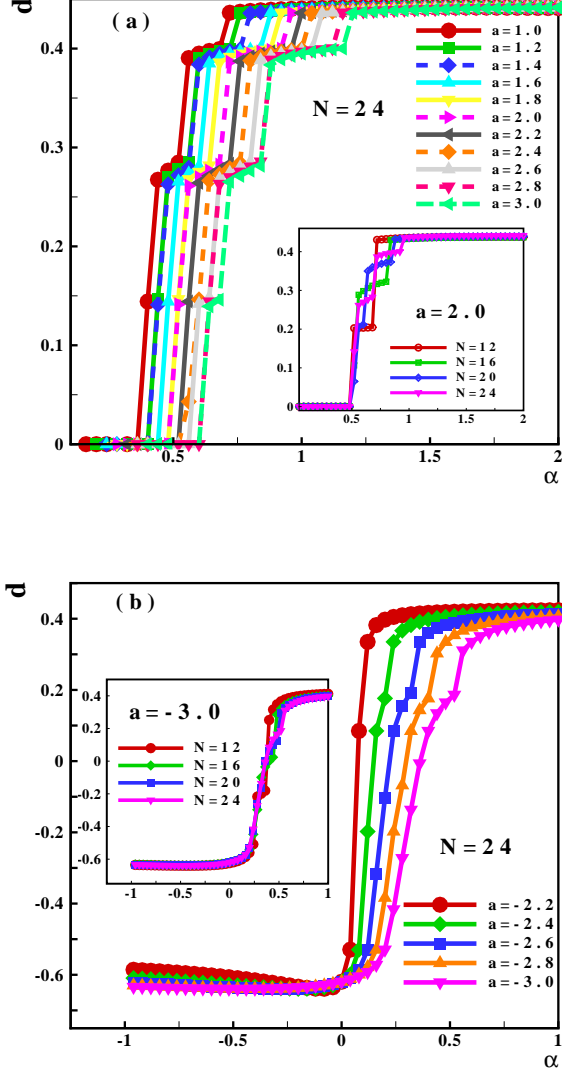 d
( a )
0.4
0.3
0.2
0.1
0
N = 2 4
a = 1 . 0
a = 1 . 2
a = 1 . 4
a = 1 . 6
a = 1 . 8
a = 2 . 0
a = 2 . 2
a = 2 . 4
a = 2 . 6
a = 2 . 8
a = 3 . 0
0.4
0.3
0.2
0.1
0
a = 2 . 0
N = 1 2
N = 1 6
N = 2 0
N = 2 4
0.5 1 1.5 2
0.5 1 1.5 2
α
d
( b )
0.4
0.2
0
-0.2
-0.4
-0.6
0.4
0.2
0
-0.2
-0.4
-0.6
a = - 3 . 0
N = 1 2
N = 1 6
N = 2 0
N = 2 4
-1 -0.5 0 0.5 1
N = 2 4
a = - 2 . 2
a = - 2 . 4
a = - 2 . 6
a = - 2 . 8
a = - 3 . 0
-1 -0.5 0 0.5 1
α